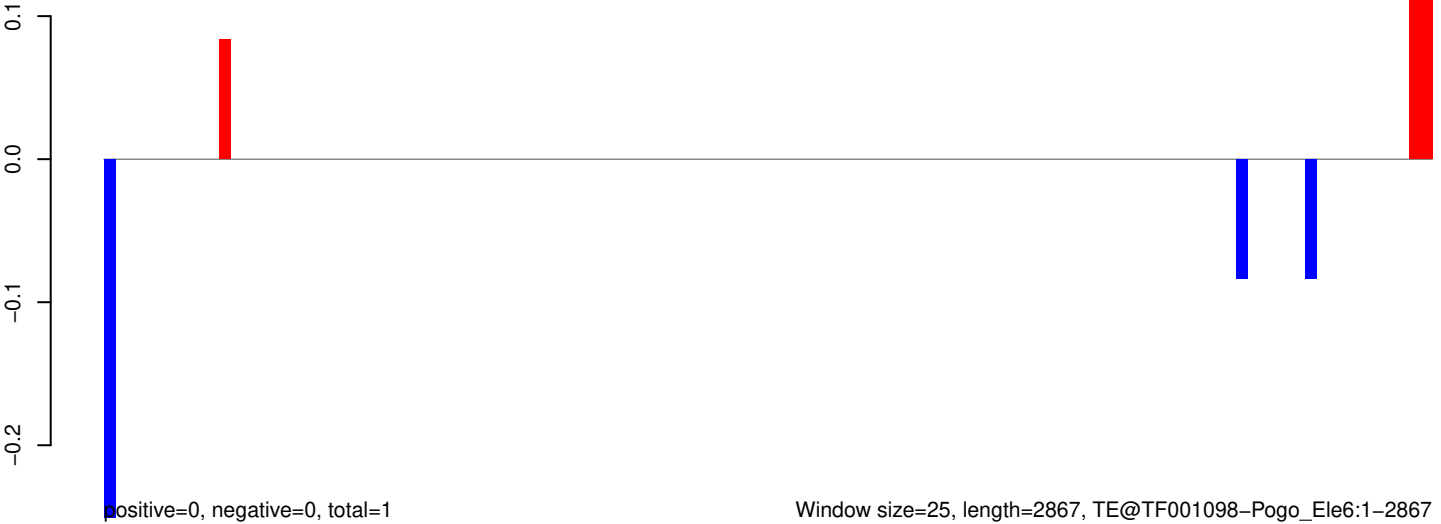 0.1
0.0
−0.1
−0.2
positive=0, negative=0, total=1
Window size=25, length=2867, TE@TF001098−Pogo_Ele6:1−2867